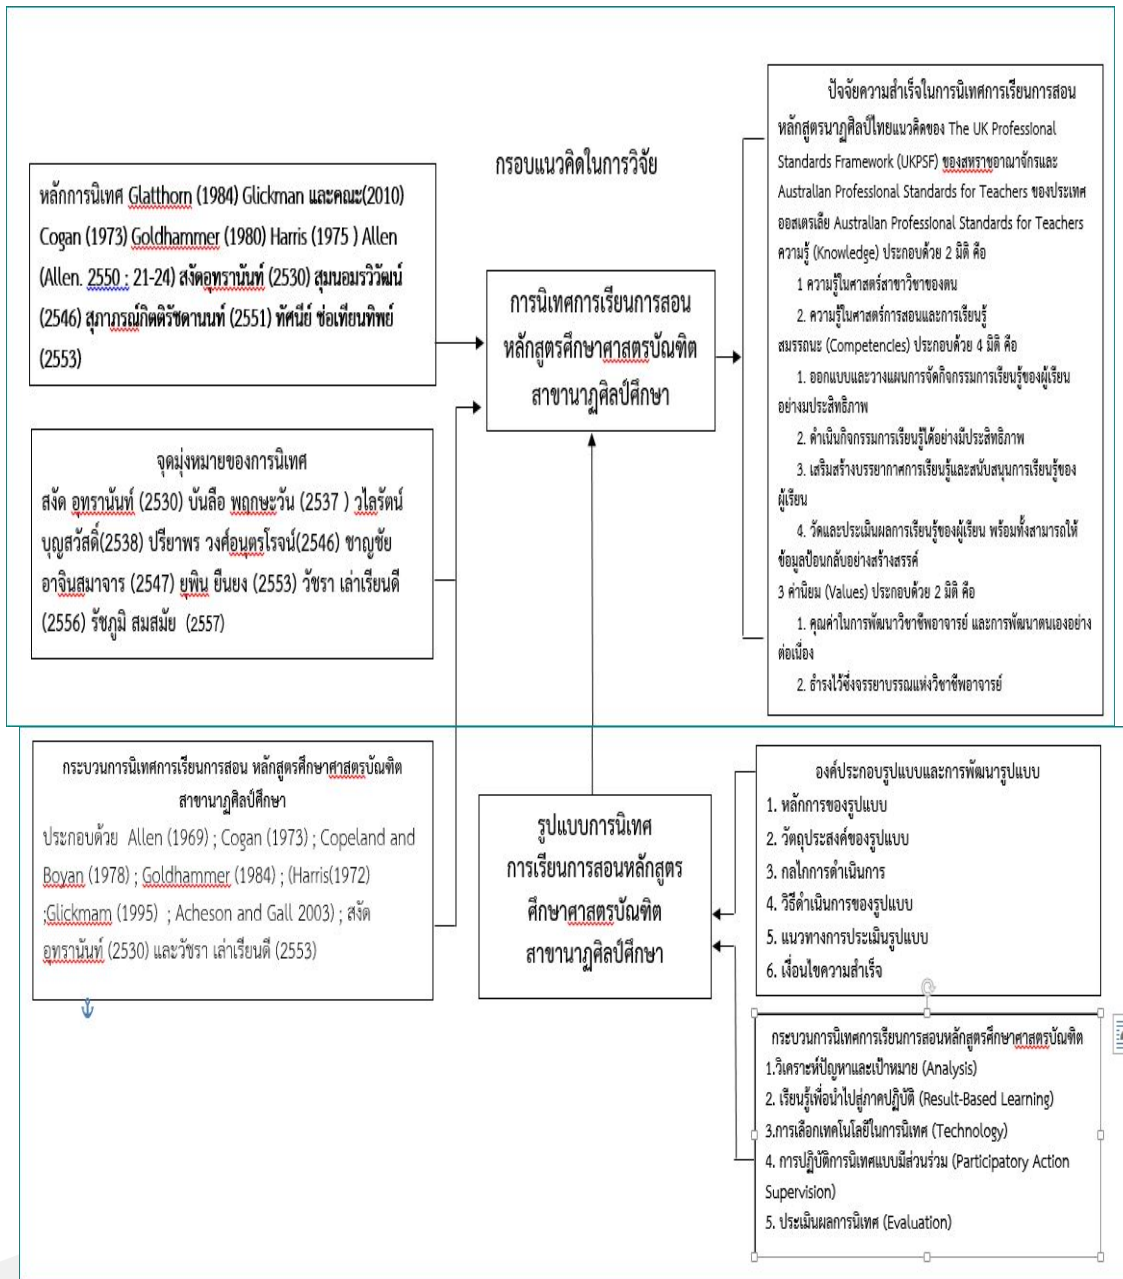 กรอบแนวคิดในการวิจัย
หลักการนิเทศ Glatthorn (1984) Glickman และคณะ(2010)
Cogan (1973) Goldhammer (1980) Harris (1975 ) Allen
(Allen. 2550 : 21-24) สงัดอุทรานันท์ (2530) สุมนอมรวิวัฒน์
(2546) สุภาภรณ์กิตติรัชดานนท์ (2551) ทัศนีย์ ช่อเทียนทิพย์
(2553)
จุดมุ่งหมายของการนิเทศ
สงัด อุทรานันท์ (2530) บันลือ พฤกษะวัน (2537 ) วไลรัตน์
บุญสวัสดิ์(2538) ปรียาพร วงศ์อนุตรโรจน์(2546) ชาญชัย
อาจินสมาจาร (2547) ยุพิน ยืนยง (2553) วัชรา เล่าเรียนดี
(2556) รัชภูมิ สมสมัย (2557)
กระบวนการนิเทศการเรียนการสอน หลักสูตรศึกษาศาสตรบัณฑิต
สาขานาฏศิลป์ศึกษา
ประกอบด้วย Allen (1969) ; Cogan (1973) ; Copeland and
Boyan (1978) ; Goldhammer (1984) ; (Harris(1972)
;Glickmam (1995) ; Acheson and Gall 2003) ; สงัด
อุทรานันท์ (2530) และวัชรา เล่าเรียนดี (2553)
การนิเทศการเรียนการสอน
หลักสูตรศึกษาศาสตรบัณฑิต
สาขานาฏศิลป์ศึกษา
รูปแบบการนิเทศ
การเรียนการสอนหลักสูตร
ศึกษาศาสตรบัณฑิต
สาขานาฏศิลป์ศึกษา
ปัจจัยความสำเร็จในการนิเทศการเรียนการสอน
หลักสูตรนาฏศิลป์ไทยแนวคิดของ The UK Professional
Standards Framework (UKPSF) ของสหราชอาณาจักรและ
Australian Professional Standards for Teachers ของประเทศ
ออสเตรเลีย Australian Professional Standards for Teachers
ความรู้ (Knowledge) ประกอบด้วย 2 มิติ คือ
1 ความรู้ในศาสตร์สาขาวิชาของตน
2. ความรู้ในศาสตร์การสอนและการเรียนรู้
สมรรถนะ (Competencies) ประกอบด้วย 4 มิติ คือ
1. ออกแบบและวางแผนการจัดกิจกรรมการเรียนรู้ของผู้เรียน
อย่างมประสิทธิภาพ
2. ดำเนินกิจกรรมการเรียนรู้ได้อย่างมีประสิทธิภาพ
3. เสริมสร้างบรรยากาศการเรียนรู้และสนับสนุนการเรียนรู้ของ
ผู้เรียน
4. วัดและประเมินผลการเรียนรู้ของผู้เรียน พร้อมทั้งสามารถให้
ข้อมูลป้อนกลับอย่างสร้างสรรค์
3 ค่านิยม (Values) ประกอบด้วย 2 มิติ คือ
1. คุณค่าในการพัฒนาวิชาชีพอาจารย์ และการพัฒนาตนเองอย่าง
ต่อเนื่อง
2. ธำรงไว้ซึ่งจรรยาบรรณแห่งวิชาชีพอาจารย์
องค์ประกอบรูปแบบและการพัฒนารูปแบบ
1. หลักการของรูปแบบ
2. วัตถุประสงค์ของรูปแบบ
3. กลไกการดำเนินการ
4. วิธีดำเนินการของรูปแบบ
5. แนวทางการประเมินรูปแบบ
6. เงื่อนไขความสำเร็จ
กระบวนการนิเทศการเรียนการสอนหลักสูตรศึกษาศาสตรบัณฑิต
1.วิเคราะห์ปัญหาและเป้าหมาย (Analysis)
2. เรียนรู้เพื่อนำไปสู่ภาคปฏิบัติ (Result-Based Learning)
3.การเลือกเทคโนโลยีในการนิเทศ (Technology)
4. การปฏิบัติการนิเทศแบบมีส่วนร่วม (Participatory Action
Supervision)
5. ประเมินผลการนิเทศ (Evaluation)